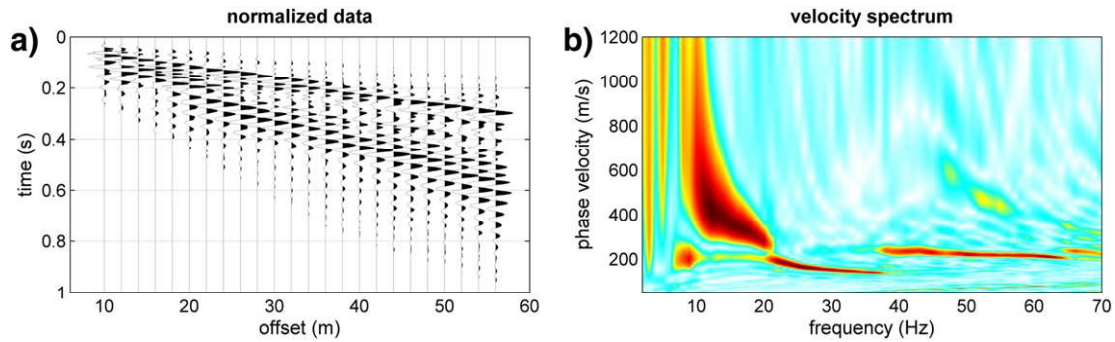 normalized data
a)
0
0.2
0.4
0.6
0.8
1
time (s)
10 20 30 40 50 60
offset (m)
velocity spectrum
b)
1200
1000
800
600
400
200
phase velocity (m/s)
10 20 30 40 50 60 70
frequency (Hz)